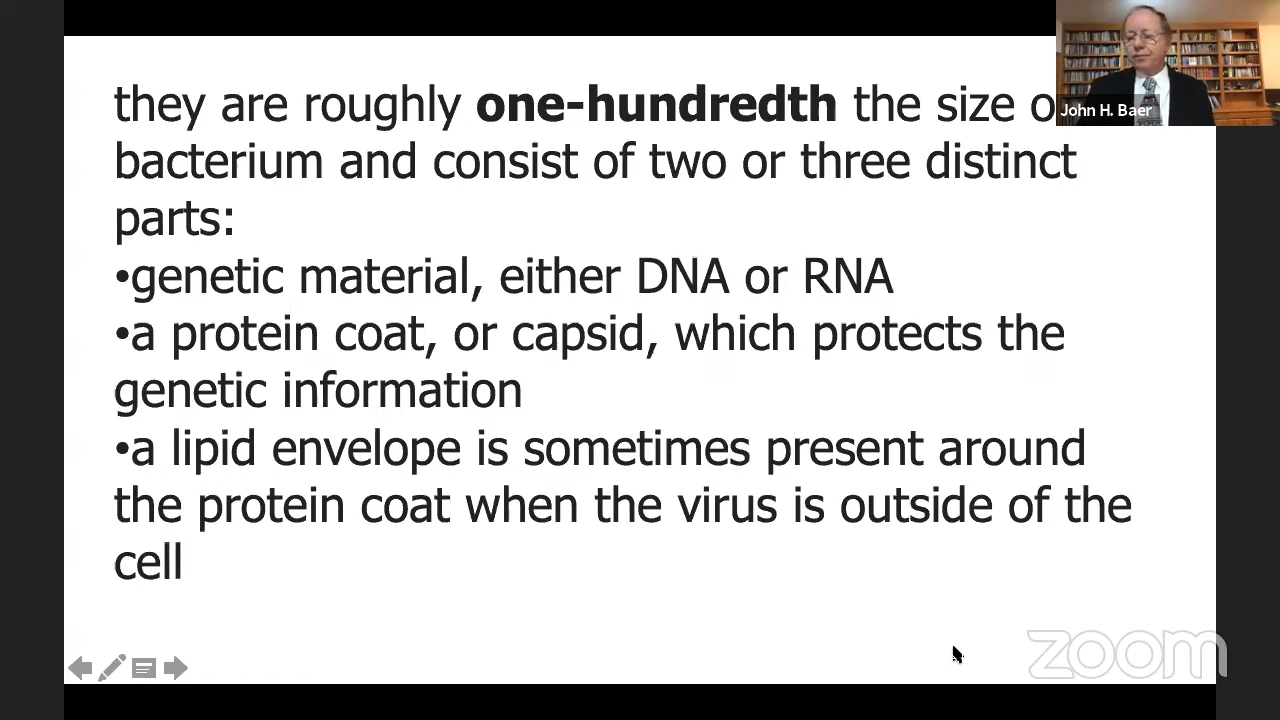 they are roughly one-hundredth the size o
John H. Baer
bacterium and consist of two or three distinct
parts:
•genetic material, either DNA or RNA
•a protein coat, or capsid, which protects the
genetic information
•a lipid envelope is sometimes present around
the protein coat when the virus is outside of the
cell
zoom